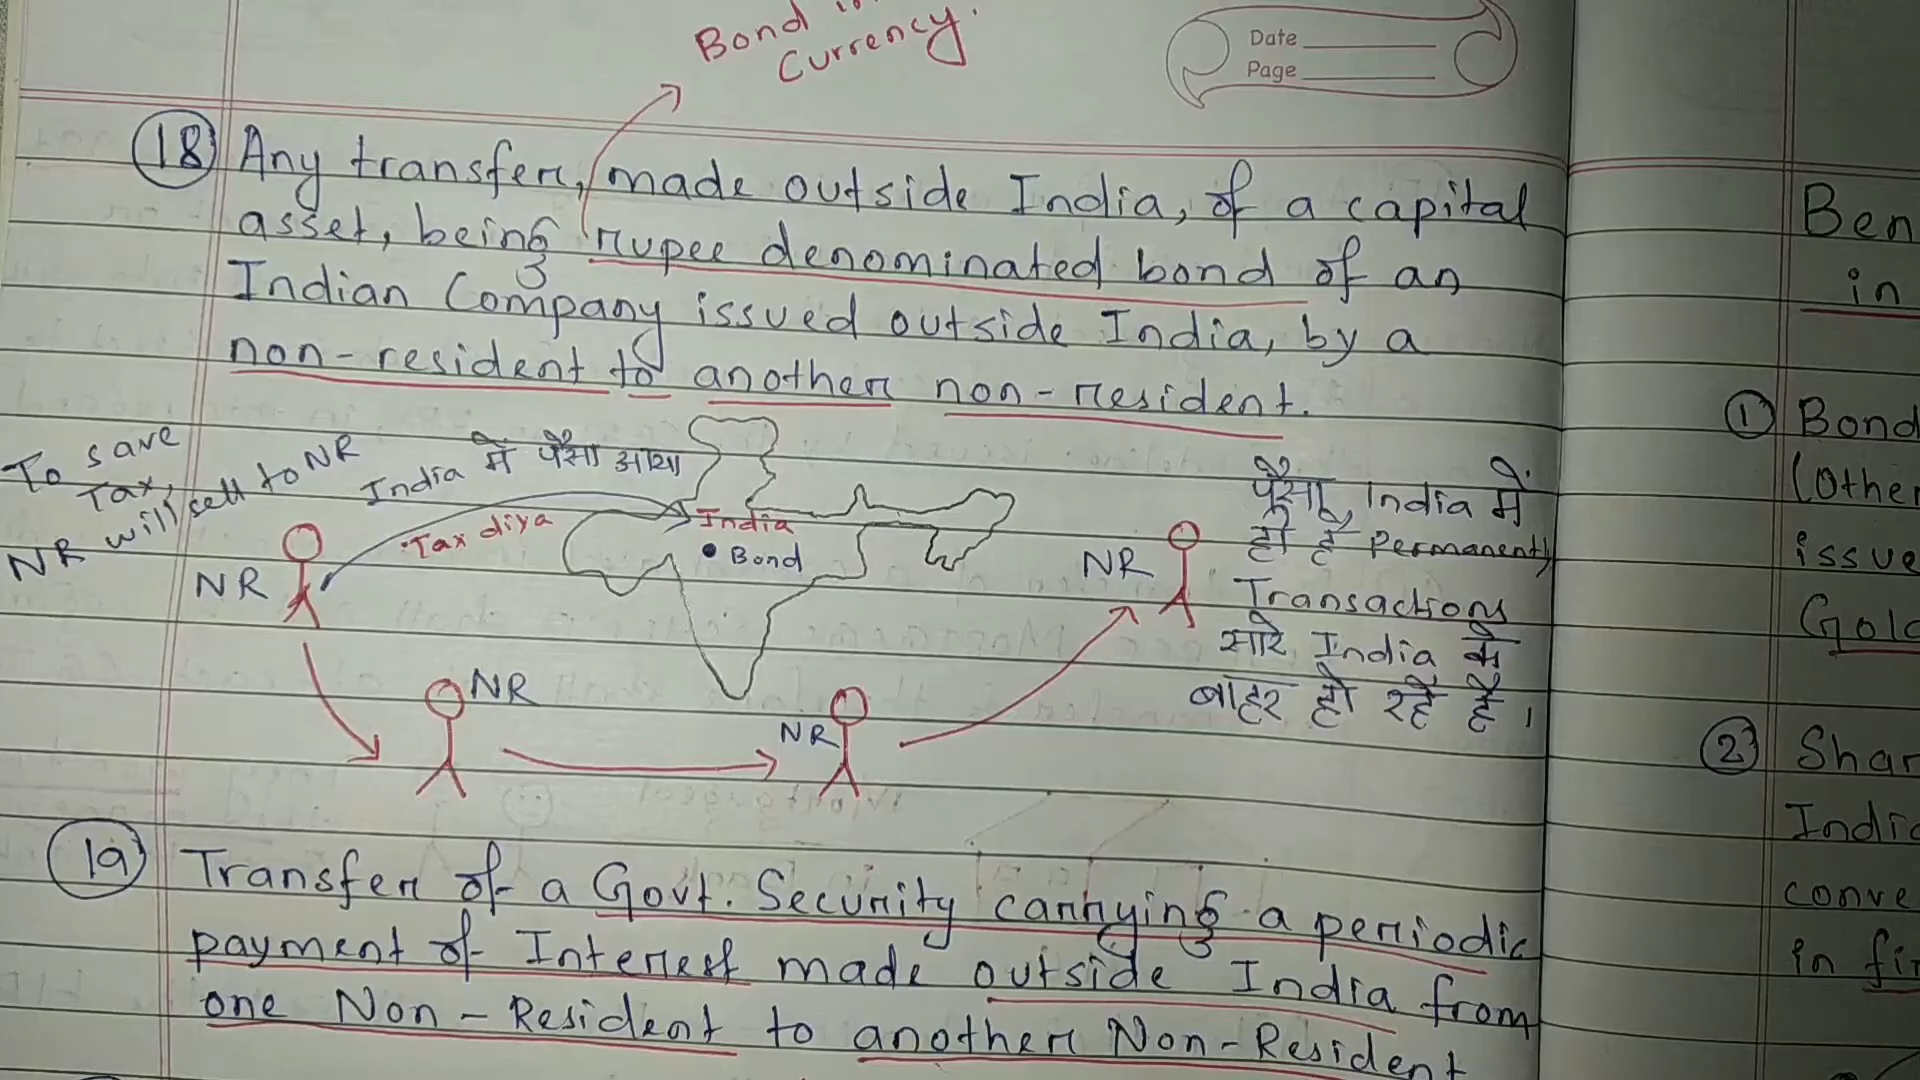 Bond
Currency.
Date
Page
18 Any transfer, made outside India, of a capital
asset, being rupee denominated bond of an
Indian Company issued outside India, by a
non-resident to another non-resident.
To save
Tax,
NR will sell to NR
India में पैसा आया
Tax diya
India
• Bond
NR
NR
NR
NR
पैसा, India में
ही है Permanently
Transactions
सारे India के
बाहर हो रहे है।
19 Transfer of a Govt. Security carrying a periodic
payment of Interest made outside India from
one Non-Resident to another Non-Resident
Ben
in
1 Bond
(Other
issue
Gold
2 Shar
India
conve
in